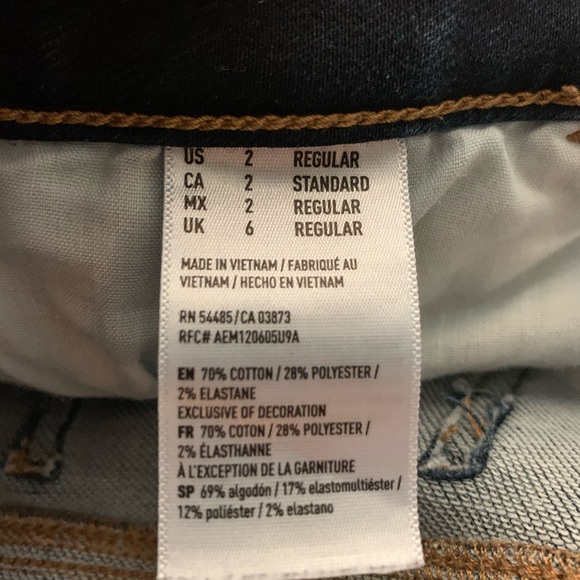 US 2 REGULAR
CA 2 STANDARD
MX 2 REGULAR
UK 6 REGULAR
MADE IN VIETNAM / FABRIQUÉ AU
VIETNAM / HECHO EN VIETNAM
RN 54485 / CA 03873
RFC# AEM120605U9A
EN 70% COTTON / 28% POLYESTER /
2% ELASTANE
EXCLUSIVE OF DECORATION
FR 70% COTON / 28% POLYESTER /
2% ÉLASTHANNE
À L'EXCEPTION DE LA GARNITURE
SP 69% algodón / 17% elastomultiéster /
12% poliéster / 2% elastano